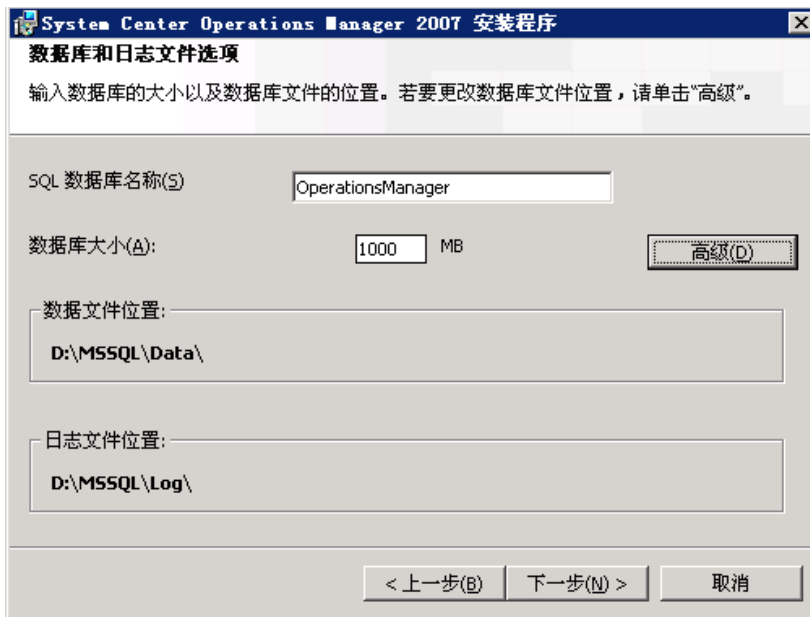 System Center Operations Manager 2007 安装程序
数据库和日志文件选项
输入数据库的大小以及数据库文件的位置。若要更改数据库文件位置，请单击“高级”。
SQL 数据库名称(S)
OperationsManager
数据库大小(A):
1000 MB
高级(D)
数据文件位置:
D:\MSSQL\Data\
日志文件位置:
D:\MSSQL\Log\
< 上一步(B) 下一步(N) > 取消